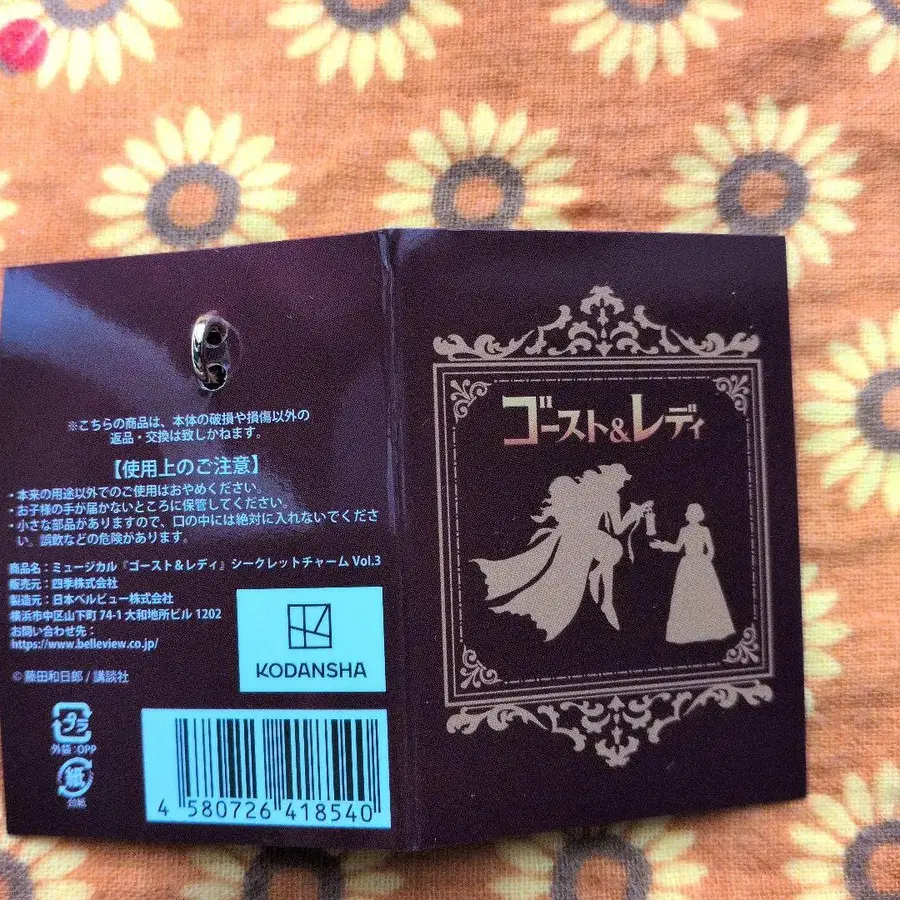 ※こちらの商品は、本体の破損や損傷以外の
返品・交換は致しかねます。
【使用上のご注意】
・本来の用途以外でのご使用はおやめください。
・お子様の手が届かないところに保管してください。
・小さな部品がありますので、口の中には絶対に入れないでくださ
い。誤飲などの危険があります。
商品名：ミュージカル『ゴースト&レディ』シークレットチャーム Vol.3
販売元：四季株式会社
製造元：日本ベルビュー株式会社
横浜市中区山下町 74-1 大和地所ビル 1202
お問い合わせ先：
https://www.belleview.co.jp/
©藤田和日郎 / 講談社
KODANSHA
プラ
外袋：OPP
紙
台紙
4 580726 418540
ゴースト&レディ